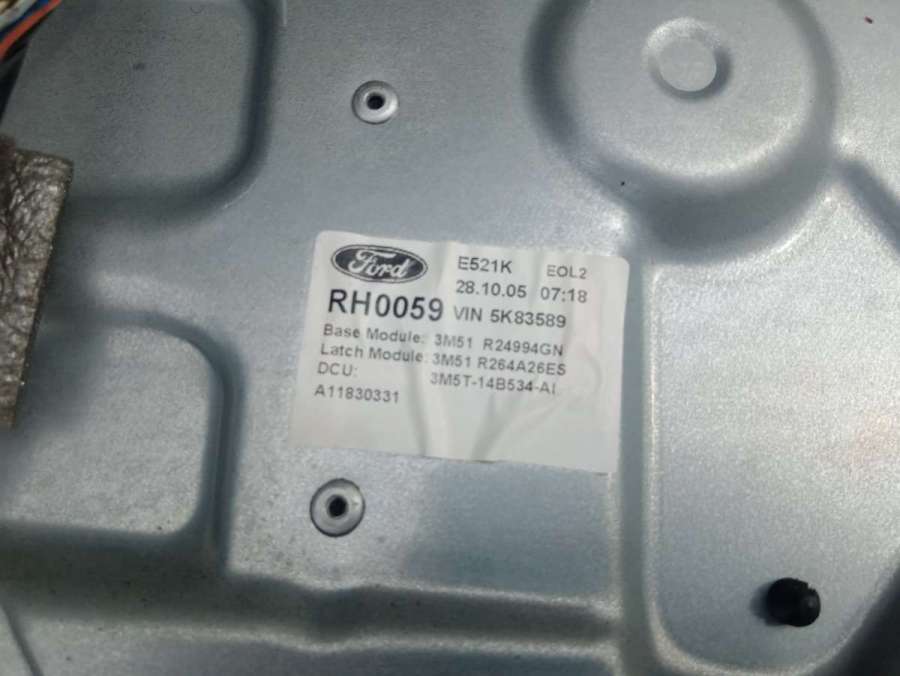 Ford E521K EOL2
28.10.05 07:18
RH0059 VIN 5K83589
Base Module: 3M51 R24994GN
Latch Module: 3M51 R264A26ES
DCU: 3M5T-14B534-AI
A11830331